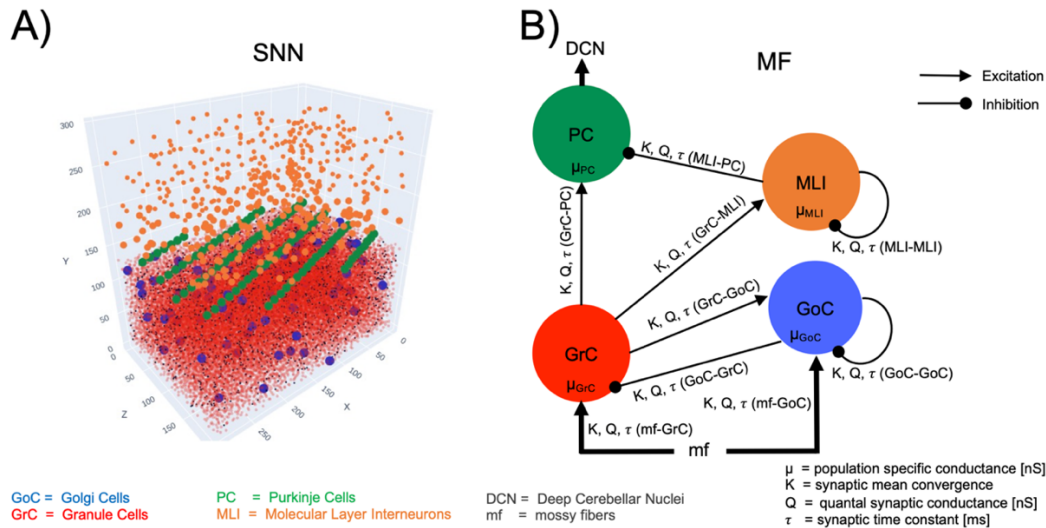 A)
SNN
300
250
200
150
Y
100
50
0
0
50
Z
100
150
250
200
150
X
100
50
0
B)
DCN
MF
Excitation
Inhibition
PC
μPC
K, Q, τ (MLI-PC)
MLI
μMLI
K, Q, τ (GrC-PC)
K, Q, τ (GrC-MLI)
K, Q, τ (MLI-MLI)
K, Q, τ (GrC-GoC)
GoC
μGoC
GrC
μGrC
K, Q, τ (GoC-GrC)
K, Q, τ (GoC-GoC)
K, Q, τ (mf-GoC)
K, Q, τ (mf-GrC)
mf
GoC = Golgi Cells
GrC = Granule Cells
PC = Purkinje Cells
MLI = Molecular Layer Interneurons
DCN = Deep Cerebellar Nuclei
mf = mossy fibers
μ = population specific conductance [nS]
K = synaptic mean convergence
Q = quantal synaptic conductance [nS]
τ = synaptic time constant [ms]